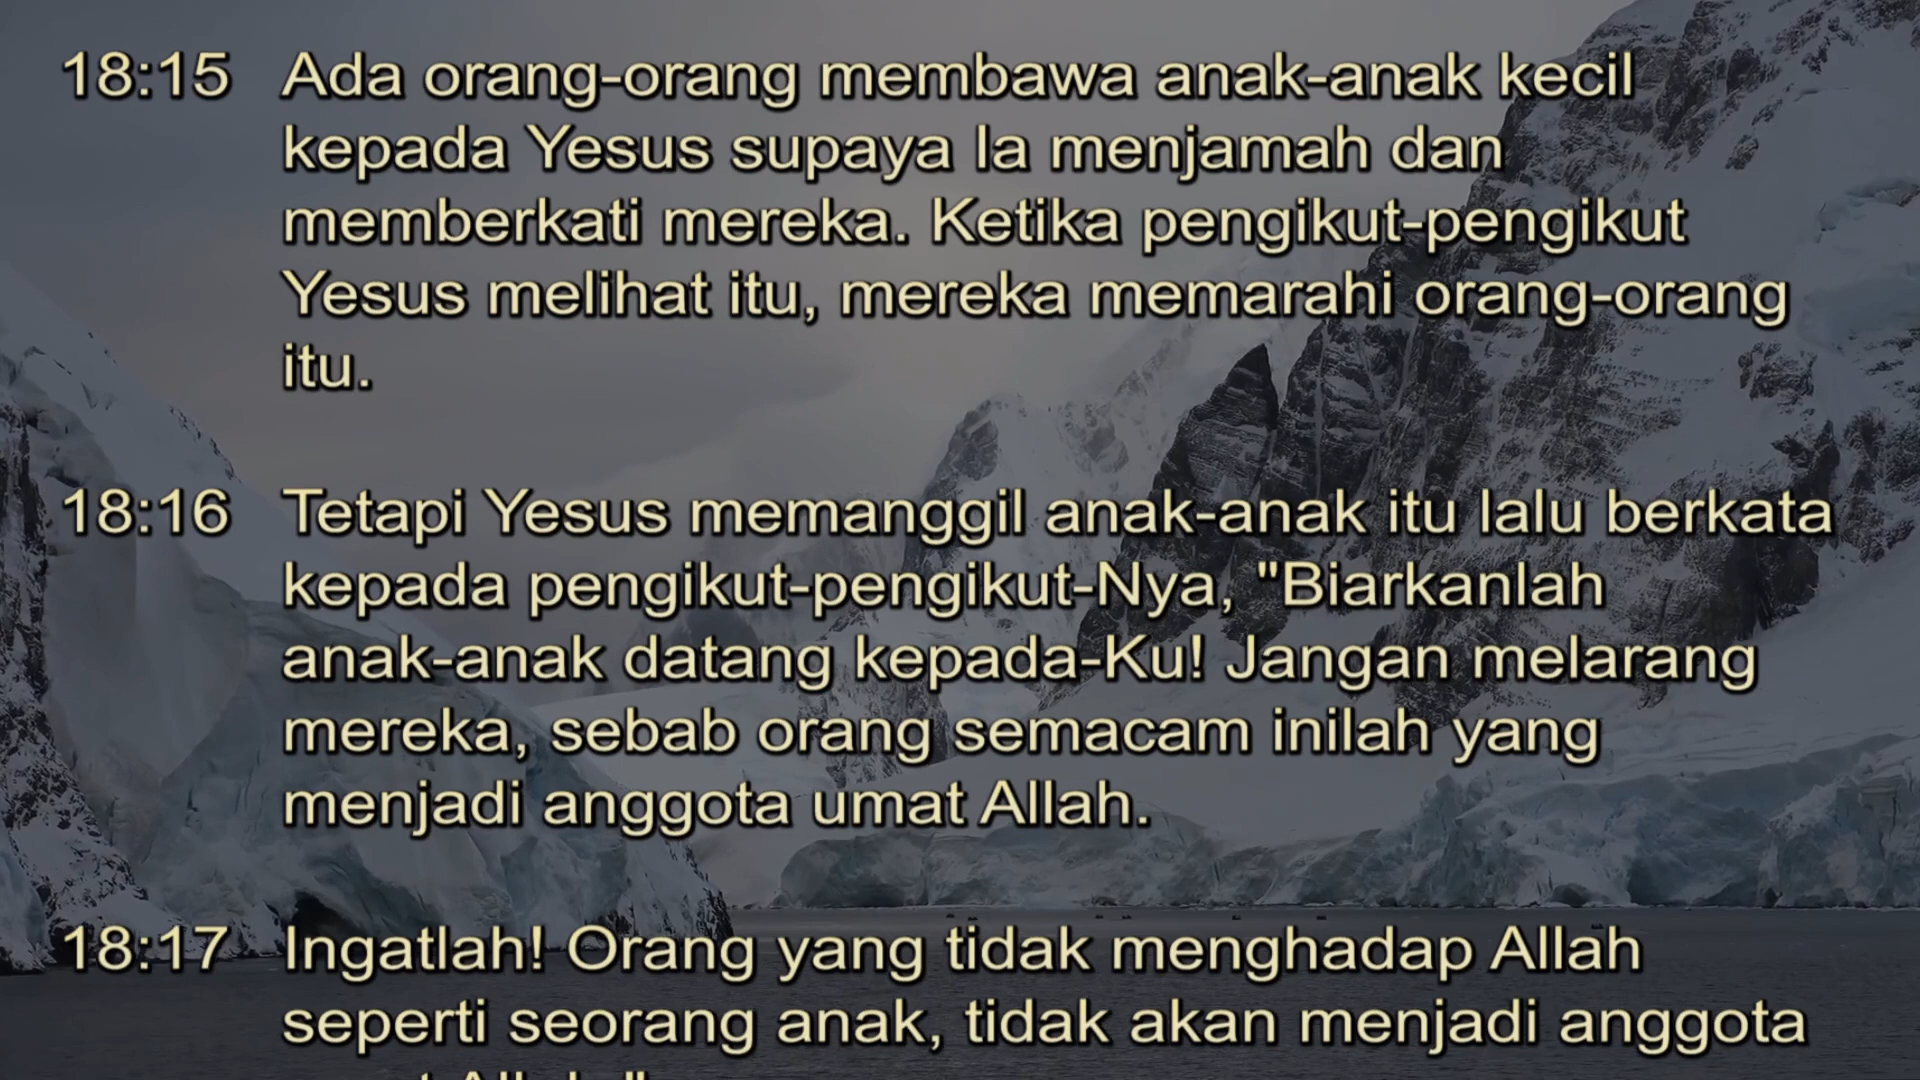 18:15 Ada orang-orang membawa anak-anak kecil
kepada Yesus supaya Ia menjamah dan
memberkati mereka. Ketika pengikut-pengikut
Yesus melihat itu, mereka memarahi orang-orang
itu.
18:16 Tetapi Yesus memanggil anak-anak itu lalu berkata
kepada pengikut-pengikut-Nya, "Biarkanlah
anak-anak datang kepada-Ku! Jangan melarang
mereka, sebab orang semacam inilah yang
menjadi anggota umat Allah.
18:17 Ingatlah! Orang yang tidak menghadap Allah
seperti seorang anak, tidak akan menjadi anggota